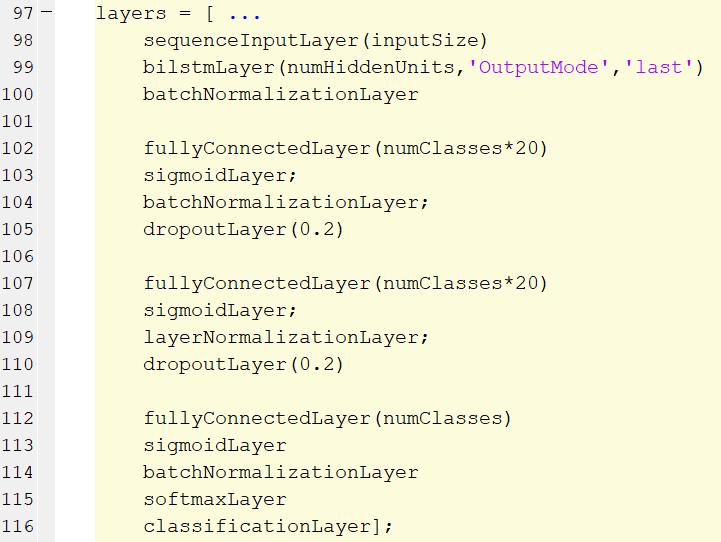 97 − layers = [ ...
98 sequenceInputLayer(inputSize)
99 bilstmLayer(numHiddenUnits,'OutputMode','last')
100 batchNormalizationLayer
101
102 fullyConnectedLayer(numClasses*20)
103 sigmoidLayer;
104 batchNormalizationLayer;
105 dropoutLayer(0.2)
106
107 fullyConnectedLayer(numClasses*20)
108 sigmoidLayer;
109 layerNormalizationLayer;
110 dropoutLayer(0.2)
111
112 fullyConnectedLayer(numClasses)
113 sigmoidLayer
114 batchNormalizationLayer
115 softmaxLayer
116 classificationLayer];